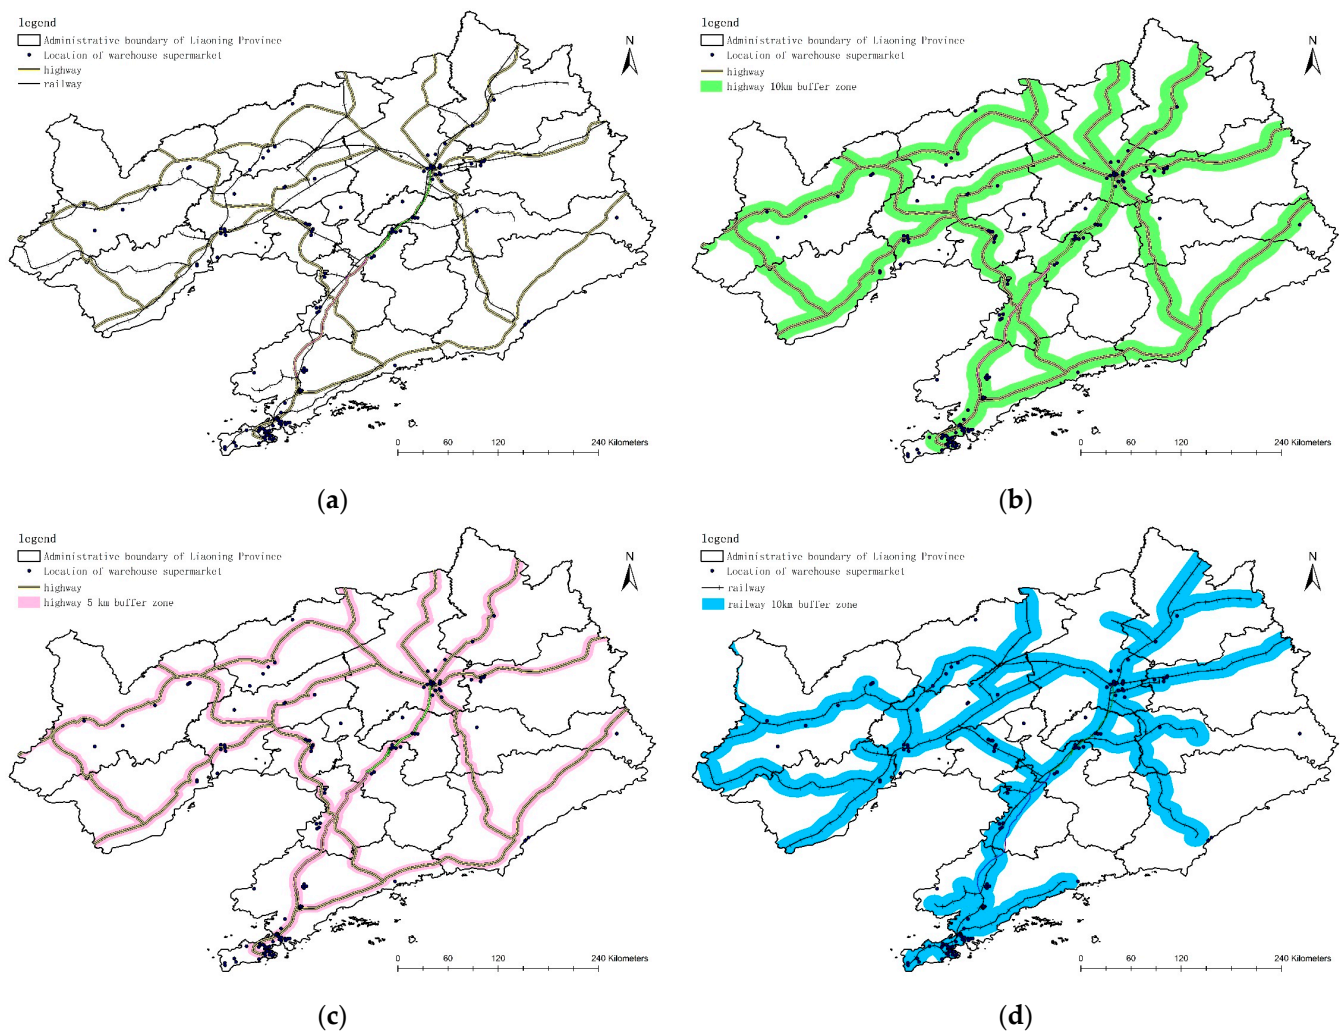 legend
Administrative boundary of Liaoning Province
Location of warehouse supermarket
highway
railway
N
0 60 120 240 Kilometers
(a)
legend
Administrative boundary of Liaoning Province
Location of warehouse supermarket
highway
highway 10km buffer zone
N
0 60 120 240 Kilometers
(b)
legend
Administrative boundary of Liaoning Province
Location of warehouse supermarket
highway
highway 5 km buffer zone
N
0 60 120 240 Kilometers
(c)
legend
Administrative boundary of Liaoning Province
Location of warehouse supermarket
railway
railway 10km buffer zone
N
0 60 120 240 Kilometers
(d)